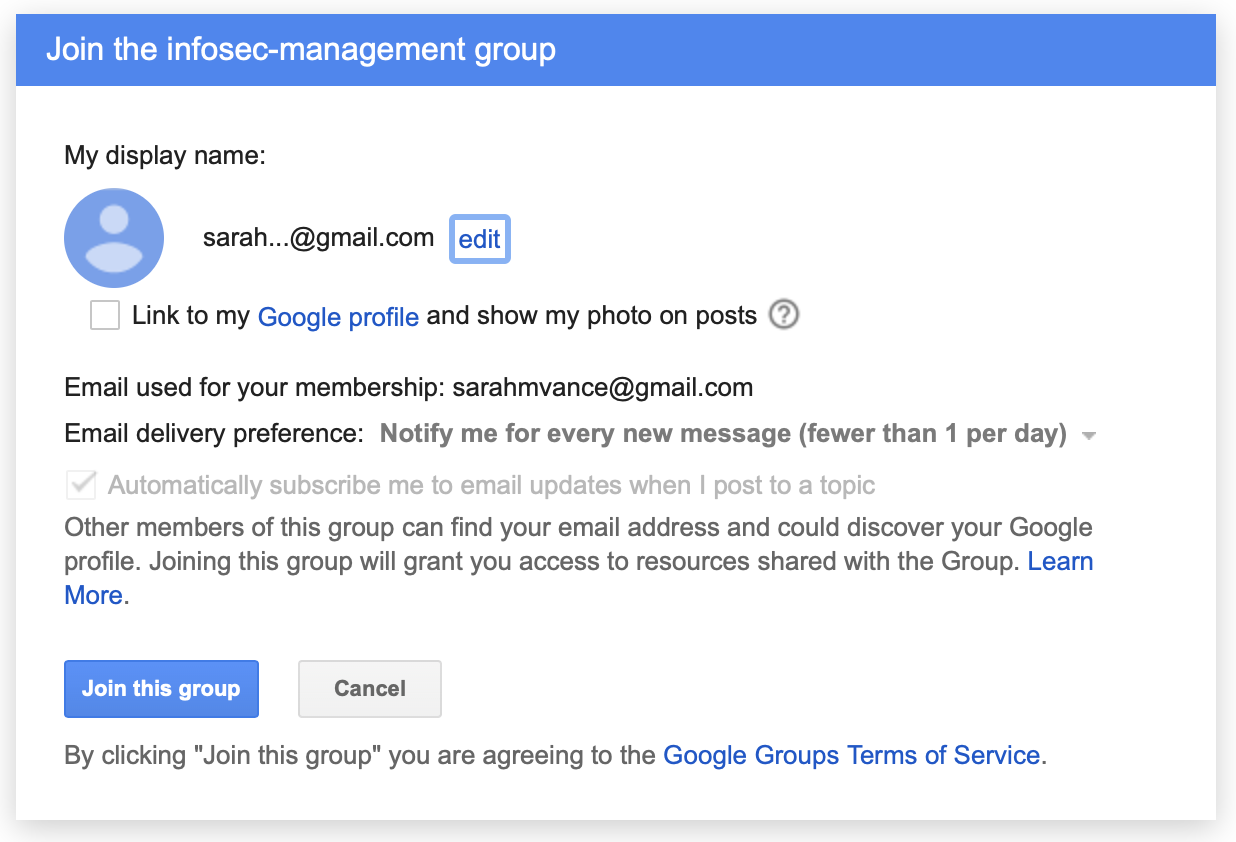 Join the infosec-management group
My display name:
sarah...@gmail.com edit
Link to my Google profile and show my photo on posts ?
Email used for your membership: sarahmvance@gmail.com
Email delivery preference: Notify me for every new message (fewer than 1 per day)
Automatically subscribe me to email updates when I post to a topic
Other members of this group can find your email address and could discover your Google
profile. Joining this group will grant you access to resources shared with the Group. Learn
More.
Join this group Cancel
By clicking "Join this group" you are agreeing to the Google Groups Terms of Service.